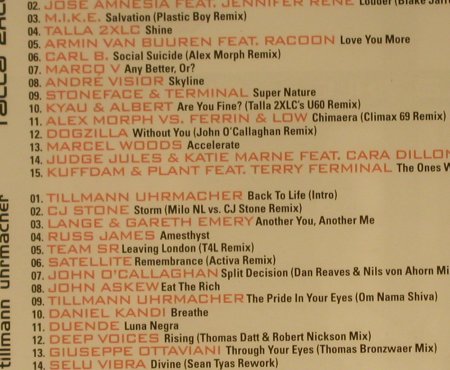 02. JOSE AMNESIA FEAT. JENNIFER RENE Louder (Blake
03. M.I.K.E. Salvation (Plastic Boy Remix)
04. TALLA 2XLC Shine
05. ARMIN VAN BUUREN FEAT. RACOON Love You More
06. CARL B. Social Suicide (Alex Morph Remix)
07. MARCO V Any Better, Or?
08. ANDRÉ VISIOR Skyline
09. STONEFACE & TERMINAL Super Nature
10. KYAU & ALBERT Are You Fine? (Talla 2XLC's U60 Remix)
11. ALEX MORPH VS. FERRIN & LOW Chimaera (Climax 69 Remix)
12. DOGZILLA Without You (John O'Callaghan Remix)
13. MARCEL WOODS Accelerate
14. JUDGE JULES & KATIE MARNE FEAT. CARA DILLON
15. KUFFDAM & PLANT FEAT. TERRY FERMINAL The Ones W
talla 2XLC
01. TILLMANN UHRMACHER Back To Life (Intro)
02. CJ STONE Storm (Milo NL vs. CJ Stone Remix)
03. LANGE & GARETH EMERY Another You, Another Me
04. RUSS JAMES Amesthyst
05. TEAM SR Leaving London (T4L Remix)
06. SATELLITE Remembrance (Activa Remix)
07. JOHN O'CALLAGHAN Split Decision (Dan Reaves & Nils von Ahorn Mi
08. JOHN ASKEW Eat The Rich
09. TILLMANN UHRMACHER The Pride In Your Eyes (Om Nama Shiva)
10. DANIEL KANDI Breathe
11. DUENDE Luna Negra
12. DEEP VOICES Rising (Thomas Datt & Robert Nickson Mix)
13. GIUSEPPE OTTAVIANI Through Your Eyes (Thomas Bronzwaer Mix)
14. SELU VIBRA Divine (Sean Tyas Rework)
tillmann uhrmacher